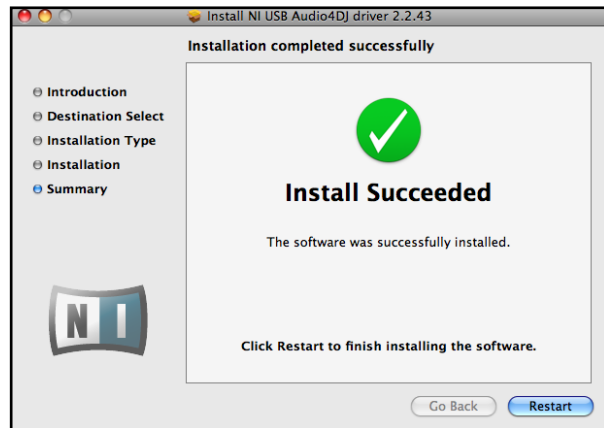 Install NI USB Audio4DJ driver 2.2.43
Installation completed successfully
Introduction
Destination Select
Installation Type
Installation
Summary
Install Succeeded
The software was successfully installed.
Click Restart to finish installing the software.
N I
Go Back
Restart